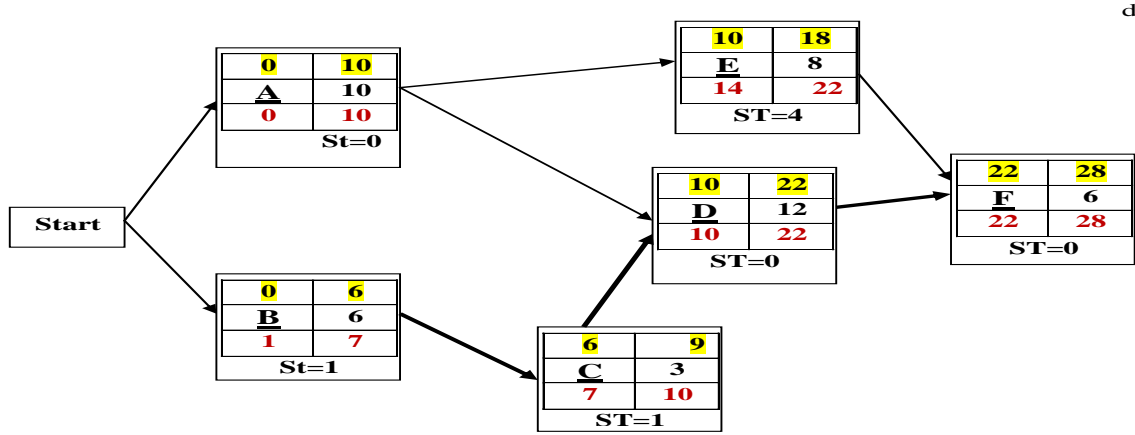 d
10 18
E 8
14 22
ST=4
0 10
A 10
0 10
St=0
22 28
F 6
22 28
ST=0
10 22
D 12
10 22
ST=0
Start
0 6
B 6
1 7
St=1
6 9
C 3
7 10
ST=1